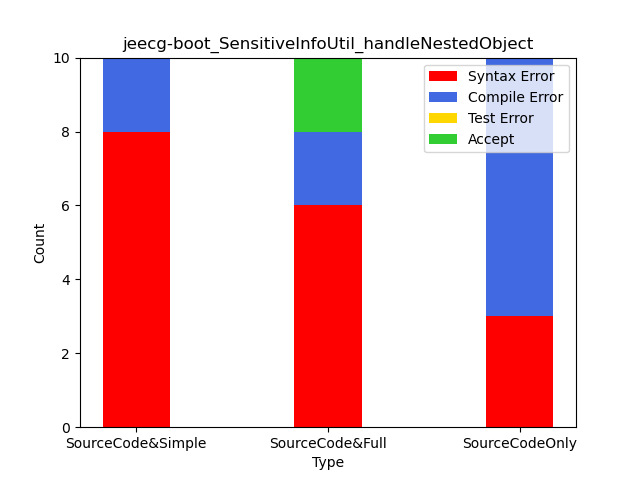 jeecg-boot_SensitiveInfoUtil_handleNestedObject
10
8
6
4
2
0
Count
Syntax Error
Compile Error
Test Error
Accept
SourceCode&Simple SourceCode&Full SourceCodeOnly
Type